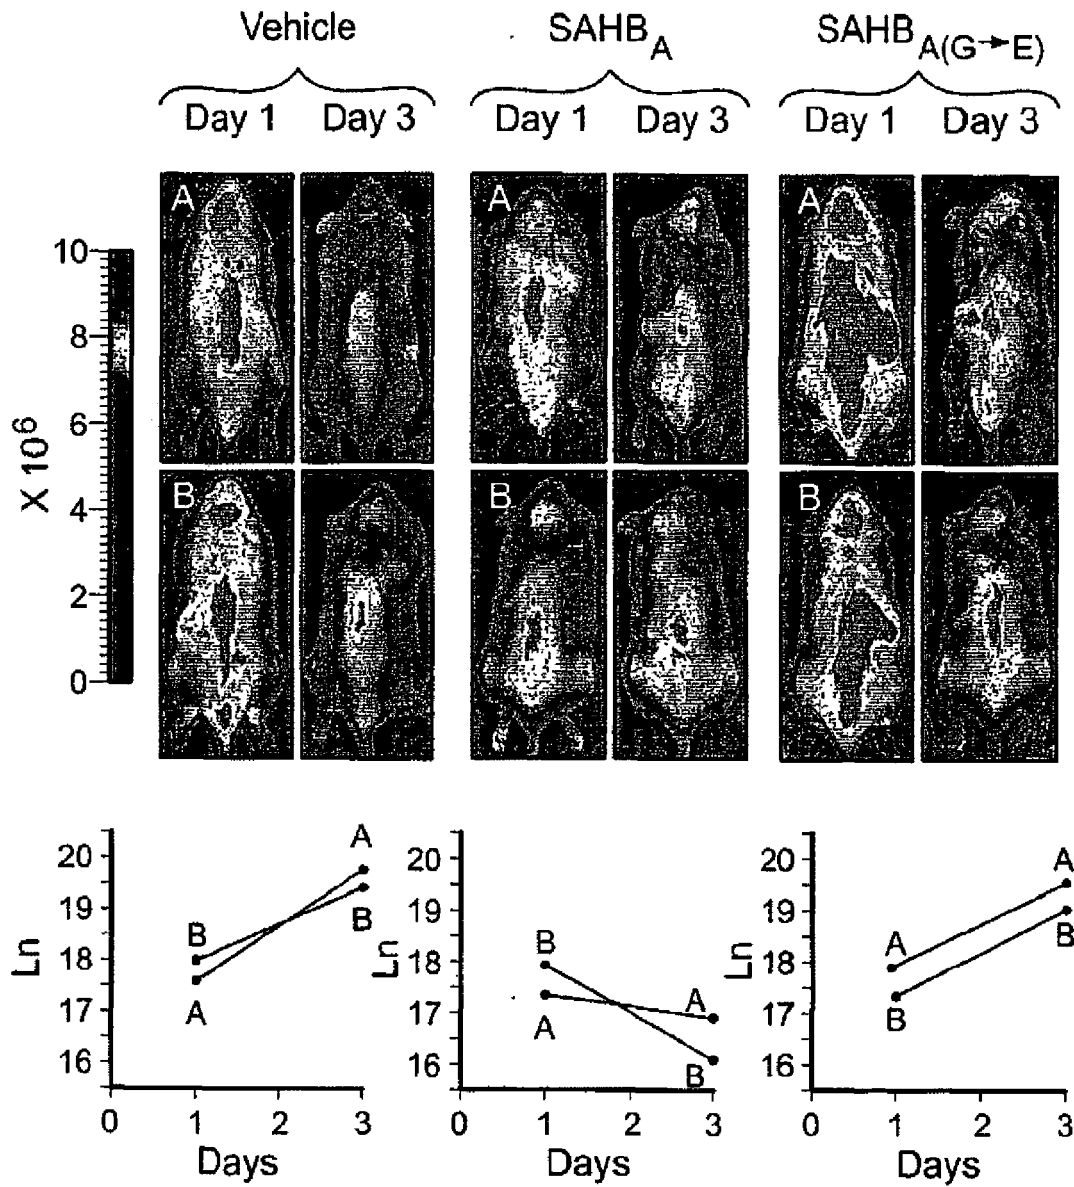 Vehicle SAHB A SAHB A(G→E)
Day 1 Day 3 Day 1 Day 3 Day 1 Day 3
A A A
B B B
10
8
6
4
2
0
X 10⁶
20
19
18
17
16
Ln
B
A
A
B
0 1 2 3
Days
20
19
18
17
16
Ln
B
A
A
B
0 1 2 3
Days
20
19
18
17
16
Ln
A
B
A
B
0 1 2 3
Days